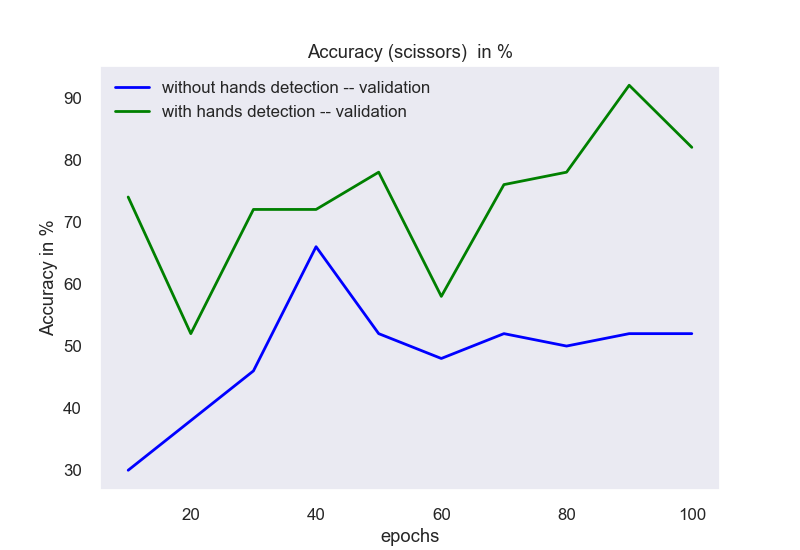 Accuracy (scissors)  in %
without hands detection -- validation
with hands detection -- validation
Accuracy in %
90
80
70
60
50
40
30
20 40 60 80 100
epochs